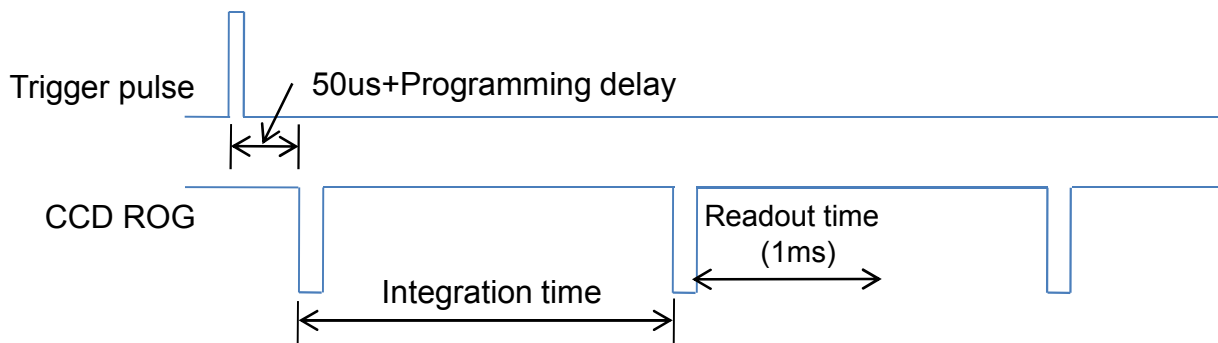 Trigger pulse
50us+Programming delay
CCD ROG
Readout time
(1ms)
Integration time